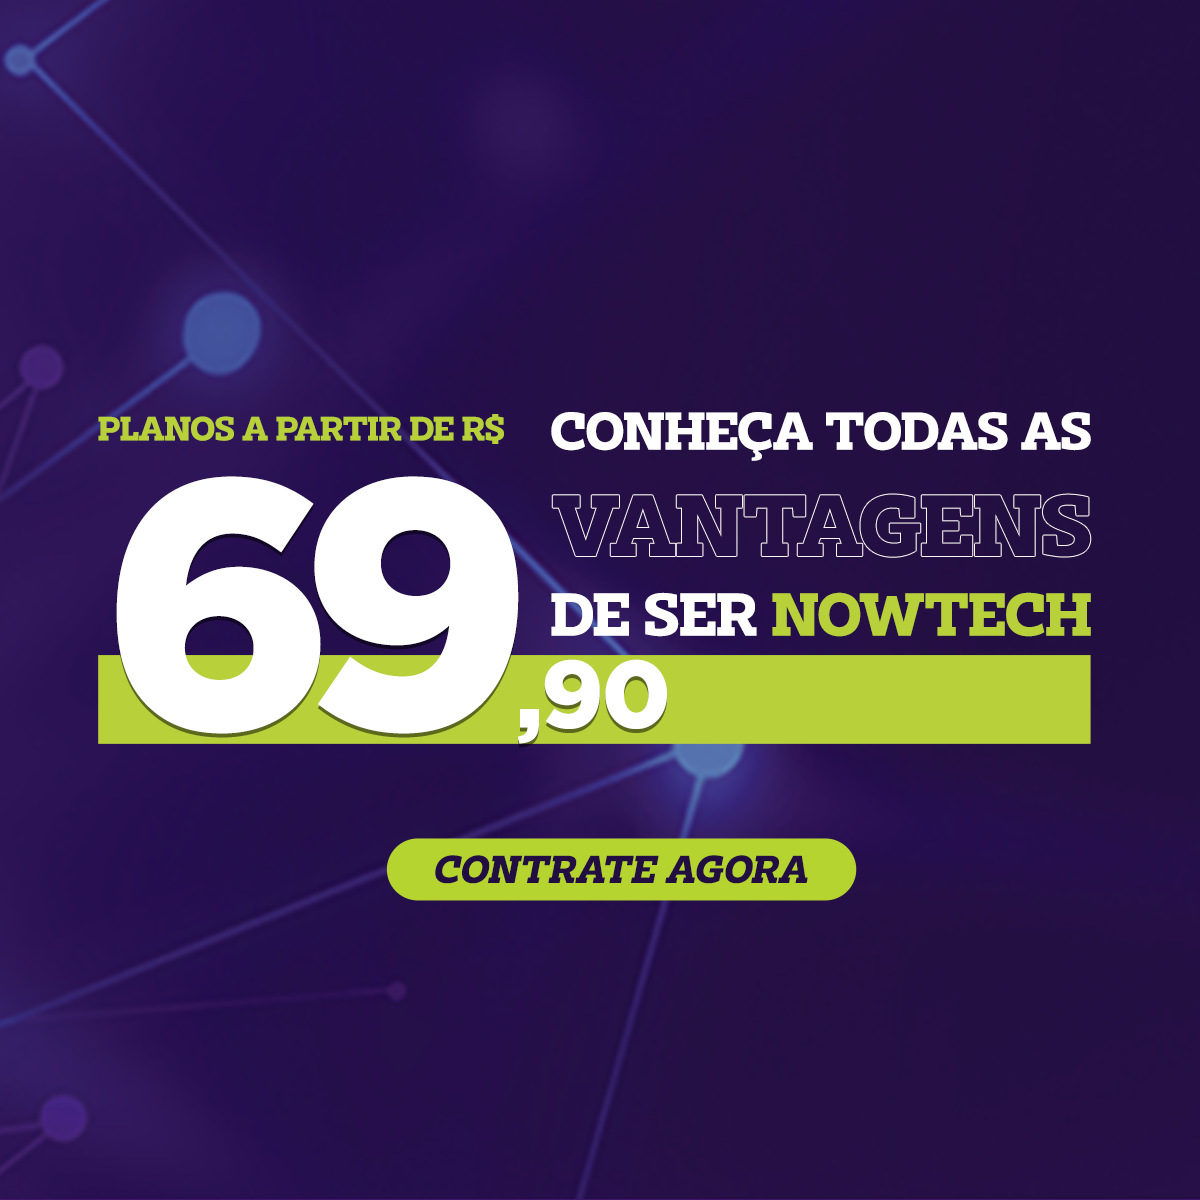 PLANOS A PARTIR DE R$
69,90
CONHEÇA TODAS AS
VANTAGENS
DE SER NOWTECH
CONTRATE AGORA